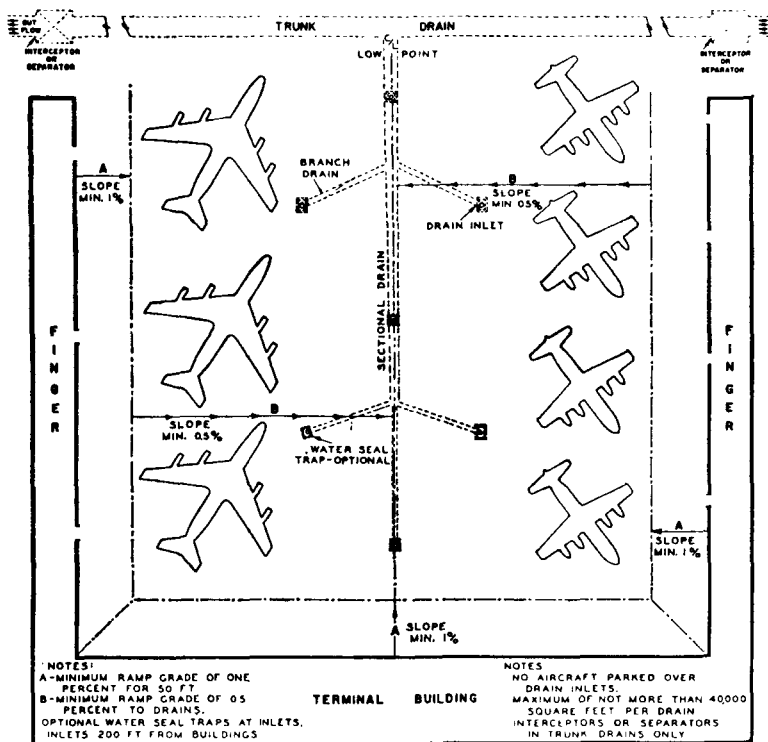 OUT
FLOW
TRUNK DRAIN
INTERCEPTOR
OR
SEPARATOR
INTERCEPTOR
OR
SEPARATOR
LOW POINT
A
SLOPE
MIN. 1%
BRANCH
DRAIN
B
SLOPE
MIN 0.5%
DRAIN INLET
SECTIONAL DRAIN
FINGER
FINGER
B
SLOPE
MIN. 0.5%
WATER SEAL
TRAP-OPTIONAL
A
SLOPE
MIN. 1%
A SLOPE
MIN. 1%
NOTES:
A-MINIMUM RAMP GRADE OF ONE
PERCENT FOR 50 FT
B-MINIMUM RAMP GRADE OF 0.5
PERCENT TO DRAINS.
OPTIONAL WATER SEAL TRAPS AT INLETS,
INLETS 200 FT FROM BUILDINGS
TERMINAL BUILDING
NOTES
NO AIRCRAFT PARKED OVER
DRAIN INLETS.
MAXIMUM OF NOT MORE THAN 40,000
SQUARE FEET PER DRAIN
INTERCEPTORS OR SEPARATORS
IN TRUNK DRAINS ONLY